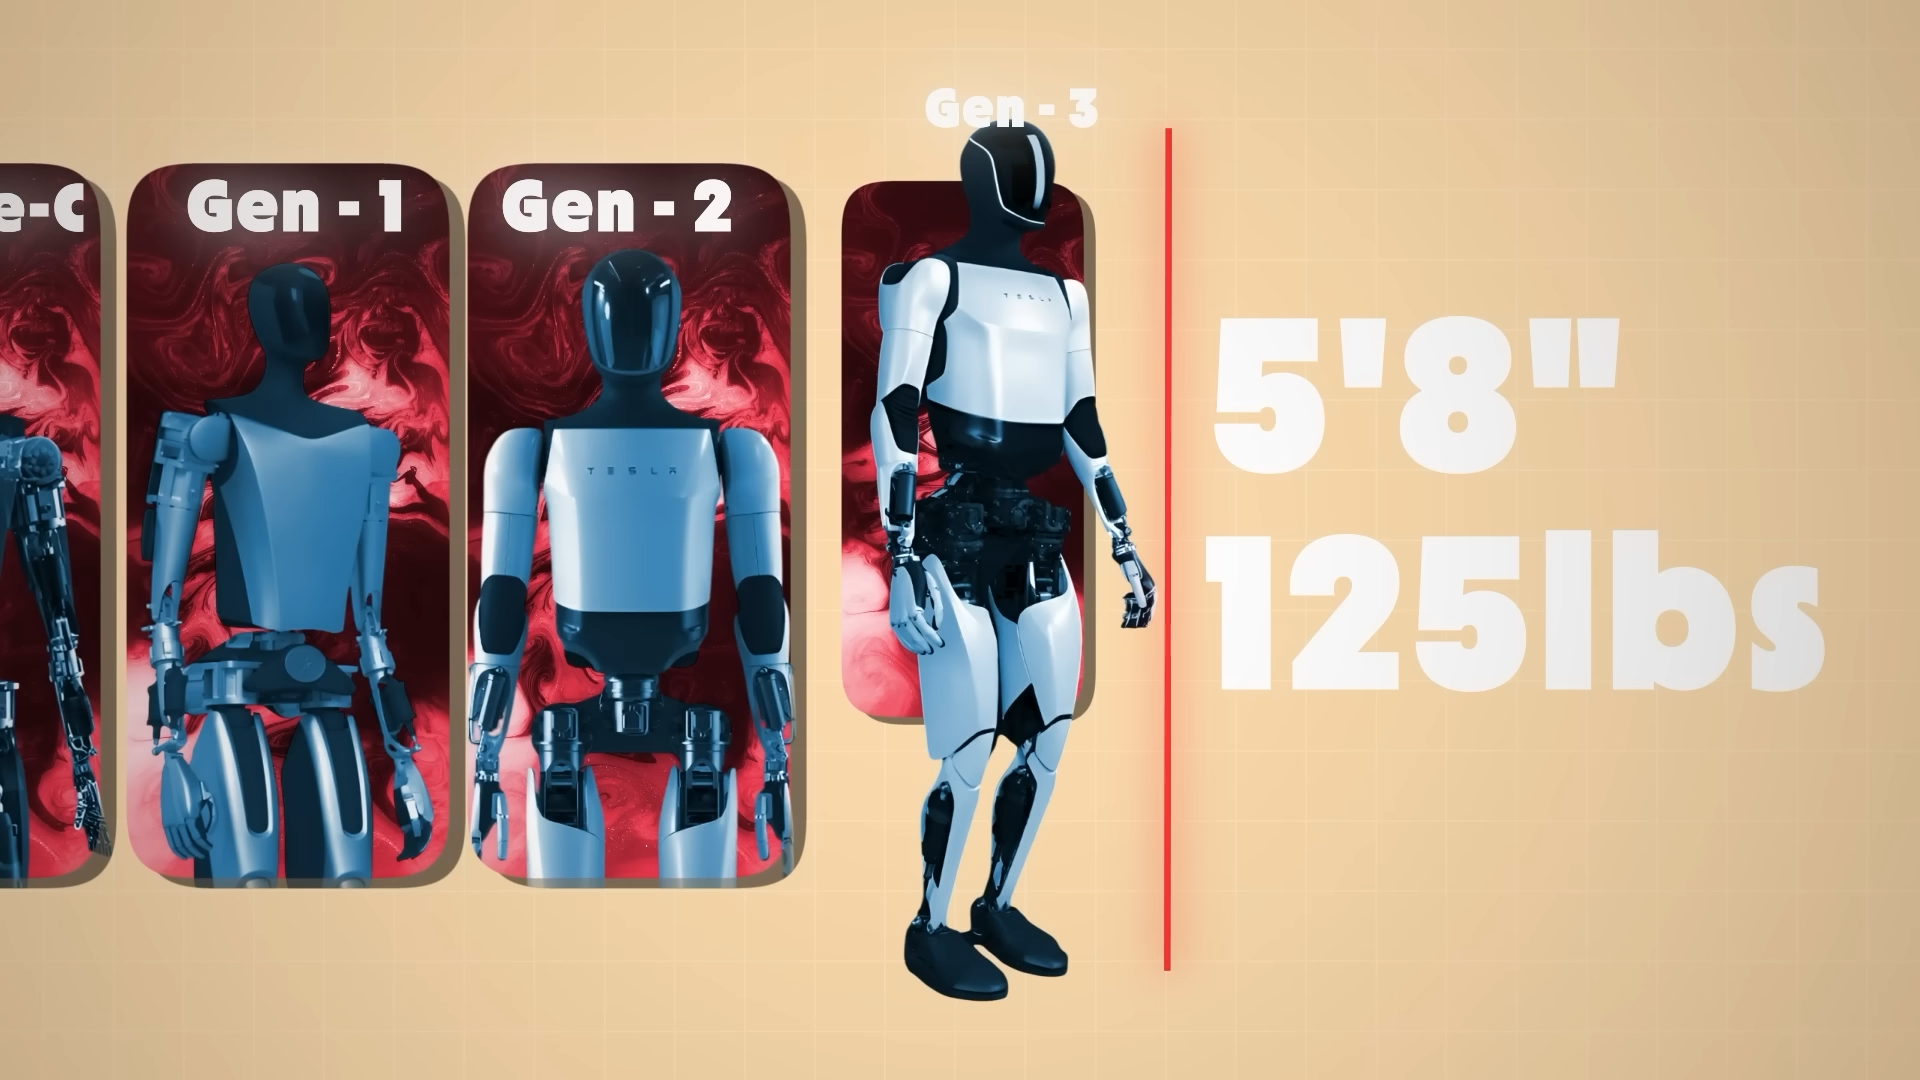 e-C
Gen - 1
Gen - 2
TESLA
Gen - 3
TESLA
5'8"
125lbs